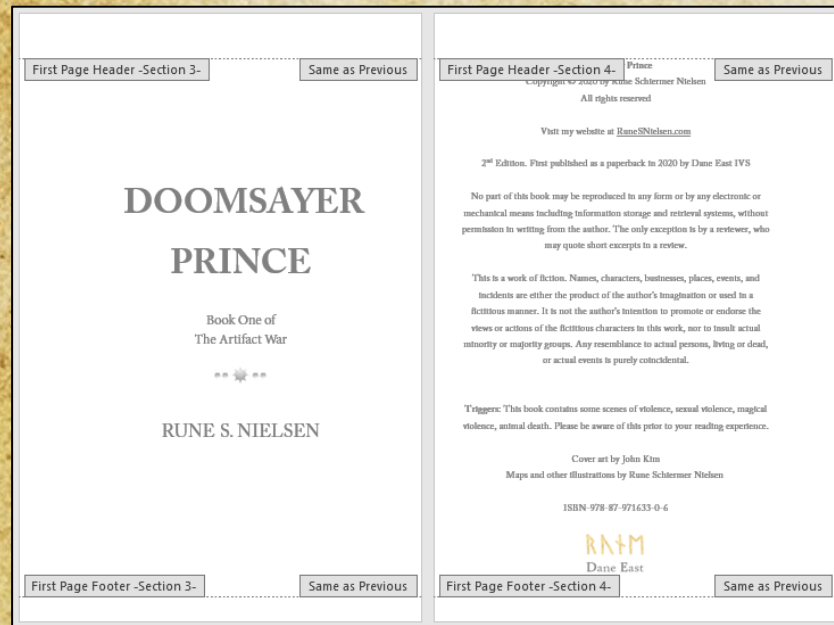 First Page Header -Section 3-
Same as Previous
DOOMSAYER
PRINCE
Book One of
The Artifact War
RUNE S. NIELSEN
First Page Footer -Section 3-
Same as Previous
First Page Header -Section 4-
Same as Previous
Prince
Copyright © 2020 by Rune Schiermer Nielsen
All rights reserved
Visit my website at RuneSNielsen.com
2nd Edition. First published as a paperback in 2020 by Dane East IVS
No part of this book may be reproduced in any form or by any electronic or
mechanical means including information storage and retrieval systems, without
permission in writing from the author. The only exception is by a reviewer, who
may quote short excerpts in a review.
This is a work of fiction. Names, characters, businesses, places, events, and
incidents are either the product of the author's imagination or used in a
fictitious manner. It is not the author's intention to promote or endorse the
views or actions of the fictitious characters in this work, nor to insult actual
minority or majority groups. Any resemblance to actual persons, living or dead,
or actual events is purely coincidental.
Triggers: This book contains some scenes of violence, sexual violence, magical
violence, animal death. Please be aware of this prior to your reading experience.
Cover art by John Kim
Maps and other illustrations by Rune Schiermer Nielsen
ISBN-978-87-971633-0-6
ᚱᚢᚾᛖ
Dane East
First Page Footer -Section 4-
Same as Previous